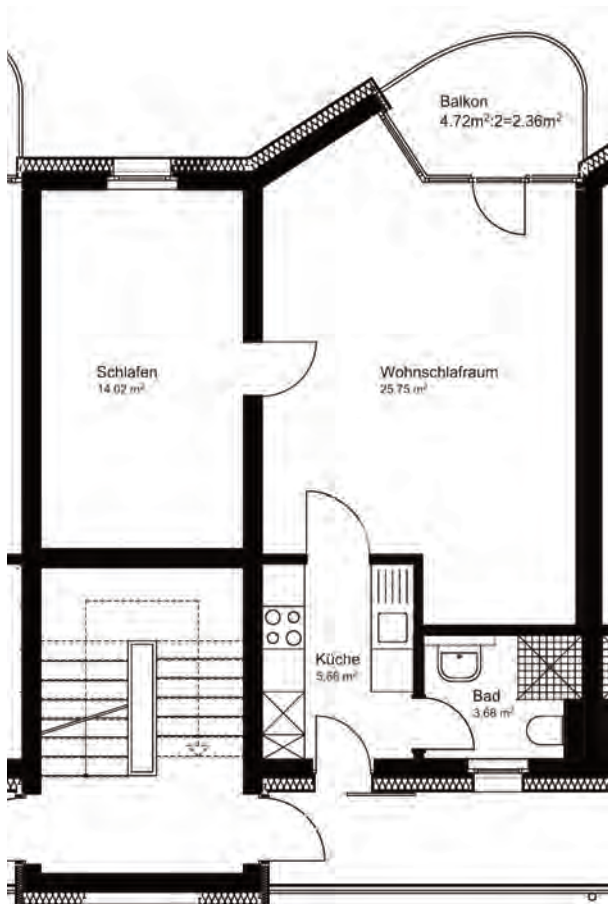 Balkon
4.72m²:2=2.36m²
Schlafen
14.02 m²
Wohnschlafraum
25.75 m²
Küche
5.66 m²
Bad
3.68 m²